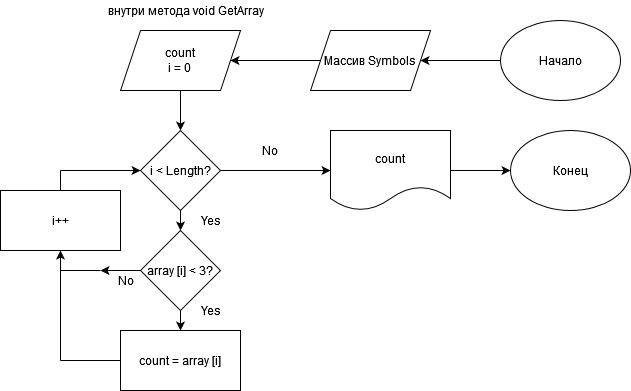 внутри метода void GetArray
Начало
Массив Symbols
count
i = 0
i < Length?
No
count
Конец
Yes
i++
array [i] < 3?
No
Yes
count = array [i]